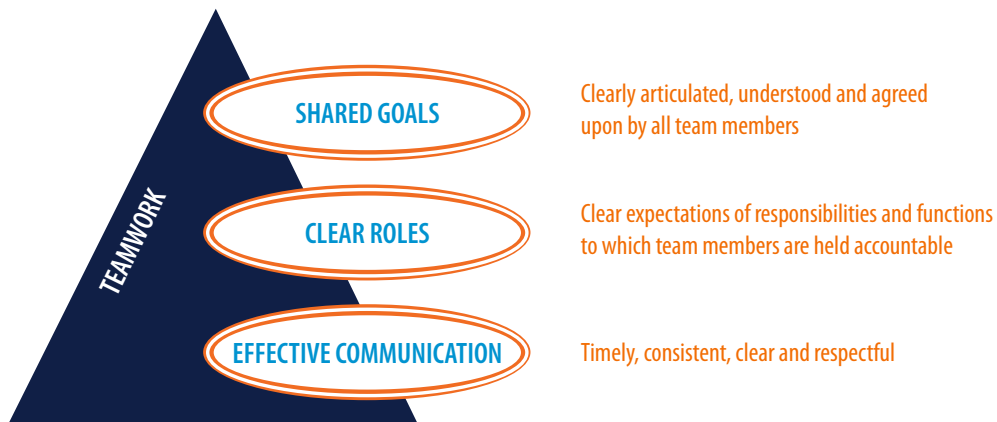 TEAMWORK
SHARED GOALS
Clearly articulated, understood and agreed
upon by all team members
CLEAR ROLES
Clear expectations of responsibilities and functions
to which team members are held accountable
EFFECTIVE COMMUNICATION
Timely, consistent, clear and respectful